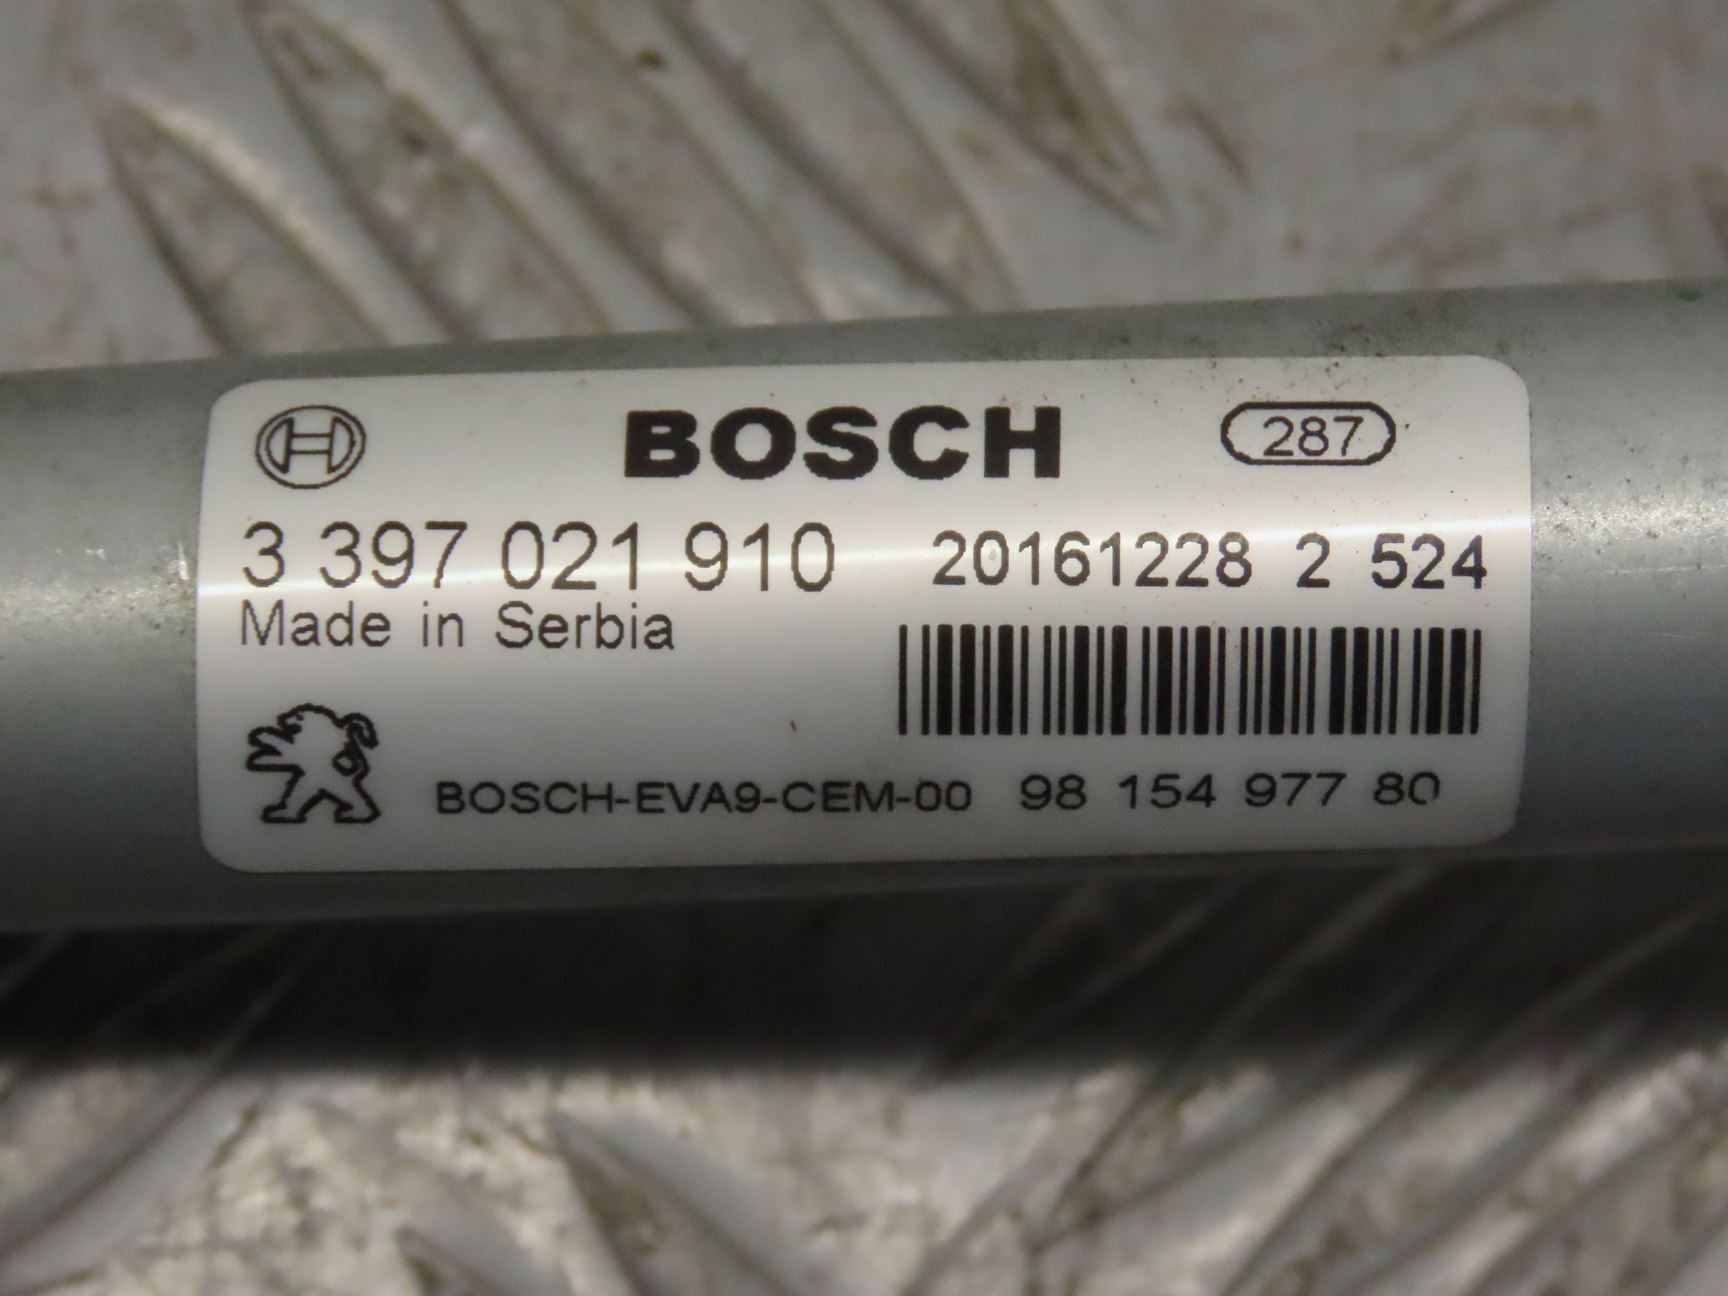 BOSCH 287
3 397 021 910 20161228 2 524
Made in Serbia
BOSCH-EVA9-CEM-00 98 154 977 80